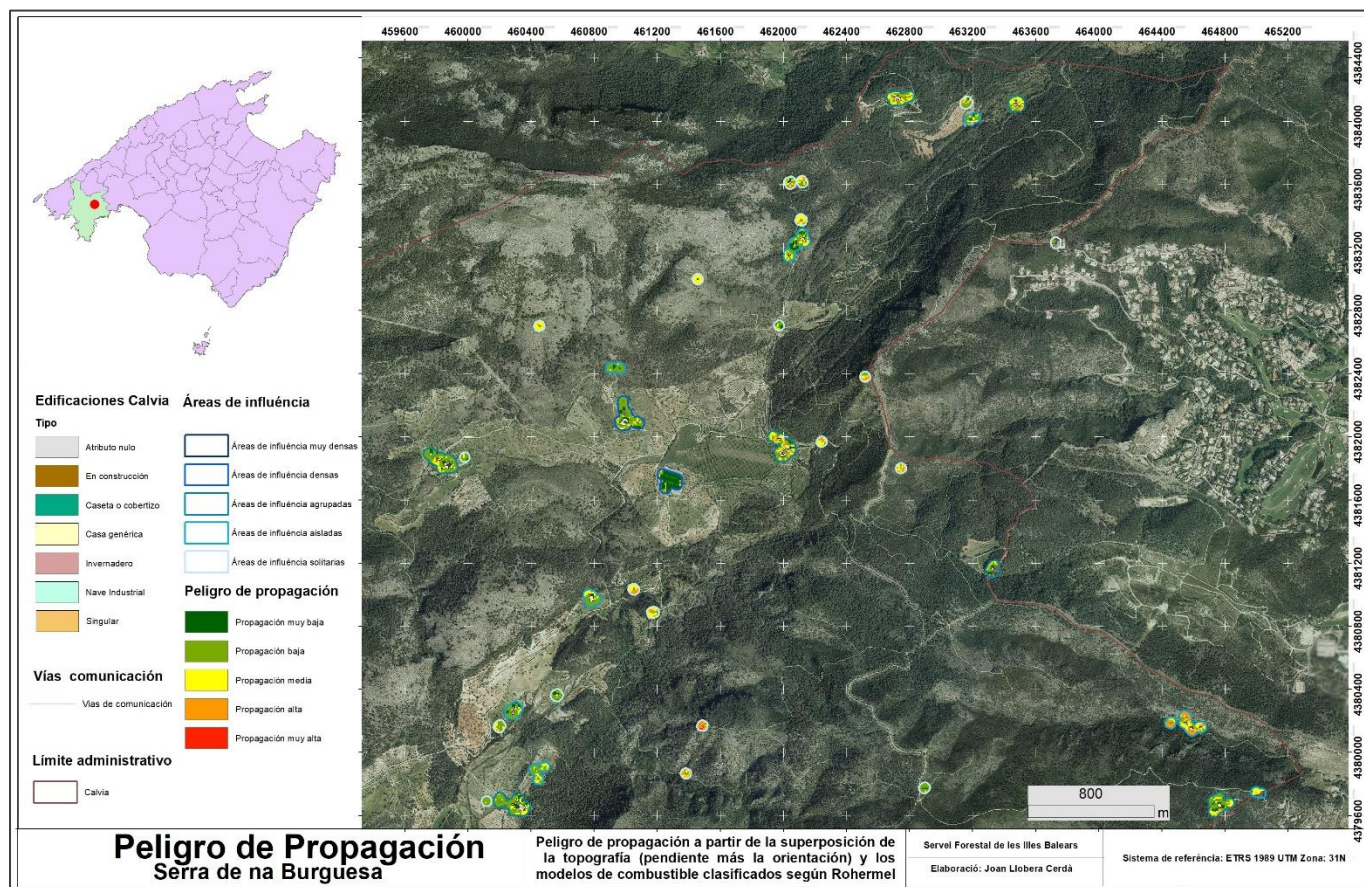 459600 460000 460400 460800 461200 461600 462000 462400 462800 463200 463600 464000 464400 464800 465200
4384400
4384000
4383600
4383200
4382800
4382400
4382000
4381600
4381200
4380800
4380400
4380000
4379600
Edificaciones Calvia
Tipo
Atributo nulo
En construcción
Caseta o cobertizo
Casa genérica
Invernadero
Nave Industrial
Singular
Vías comunicación
Vias de comunicación
Límite administrativo
Calvia
Áreas de influéncia
Áreas de influéncia muy densas
Áreas de influéncia densas
Áreas de influéncia agrupadas
Áreas de influéncia aisladas
Áreas de influéncia solitarias
Peligro de propagación
Propagación muy baja
Propagación baja
Propagación media
Propagación alta
Propagación muy alta
800
m
Peligro de Propagación
Serra de na Burguesa
Peligro de propagación a partir de la superposición de
la topografía (pendiente más la orientación) y los
modelos de combustible clasificados según Rohermel
Servei Forestal de les Illes Balears
Elaboració: Joan Llobera Cerdà
Sistema de referéncia: ETRS 1989 UTM Zona: 31N